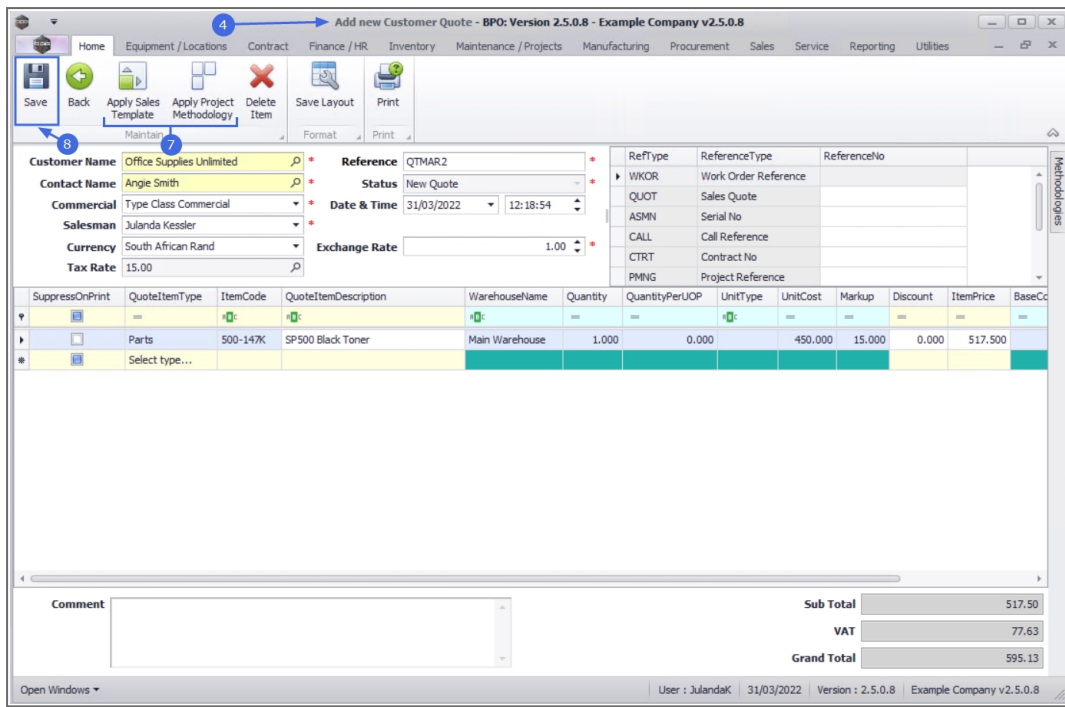 4 Add new Customer Quote - BPO: Version 2.5.0.8 - Example Company v2.5.0.8
Home Equipment / Locations Contract Finance / HR Inventory Maintenance / Projects Manufacturing Procurement Sales Service Reporting Utilities
Save Back Apply Sales Template Apply Project Methodology Delete Item Save Layout Print
8 Maintain 7 Format Print
Customer Name Office Supplies Unlimited * Reference QTMAR2 * RefType ReferenceType ReferenceNo
Contact Name Angie Smith * Status New Quote * WKOR Work Order Reference
Commercial Type Class Commercial * Date & Time 31/03/2022 12:18:54 QUOT Sales Quote
Salesman Julanda Kessler * ASMN Serial No
Currency South African Rand Exchange Rate 1.00 * CALL Call Reference
CTRT Contract No
Tax Rate 15.00 PMNG Project Reference
Methodologies
SuppressOnPrint QuoteItemType ItemCode QuoteItemDescription WarehouseName Quantity QuantityPerUOP UnitType UnitCost Markup Discount ItemPrice BaseCo
Parts 500-147K SP500 Black Toner Main Warehouse 1.000 0.000 450.000 15.000 0.000 517.500
Select type...
Comment Sub Total 517.50
VAT 77.63
Grand Total 595.13
Open Windows User : JulandaK 31/03/2022 Version : 2.5.0.8 Example Company v2.5.0.8